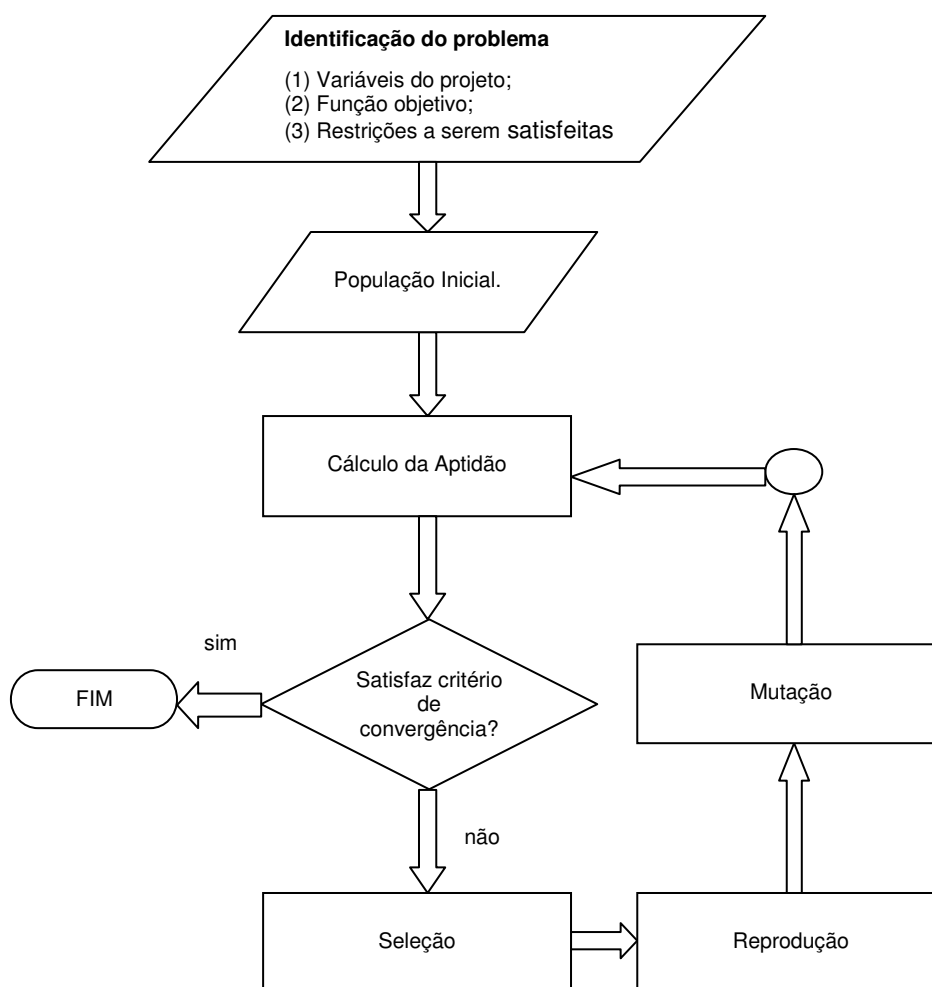 Identificação do problema
(1) Variáveis do projeto;
(2) Função objetivo;
(3) Restrições a serem satisfeitas
População Inicial.
Cálculo da Aptidão
sim
FIM
Satisfaz critério
de
convergência?
Mutação
não
Seleção
Reprodução